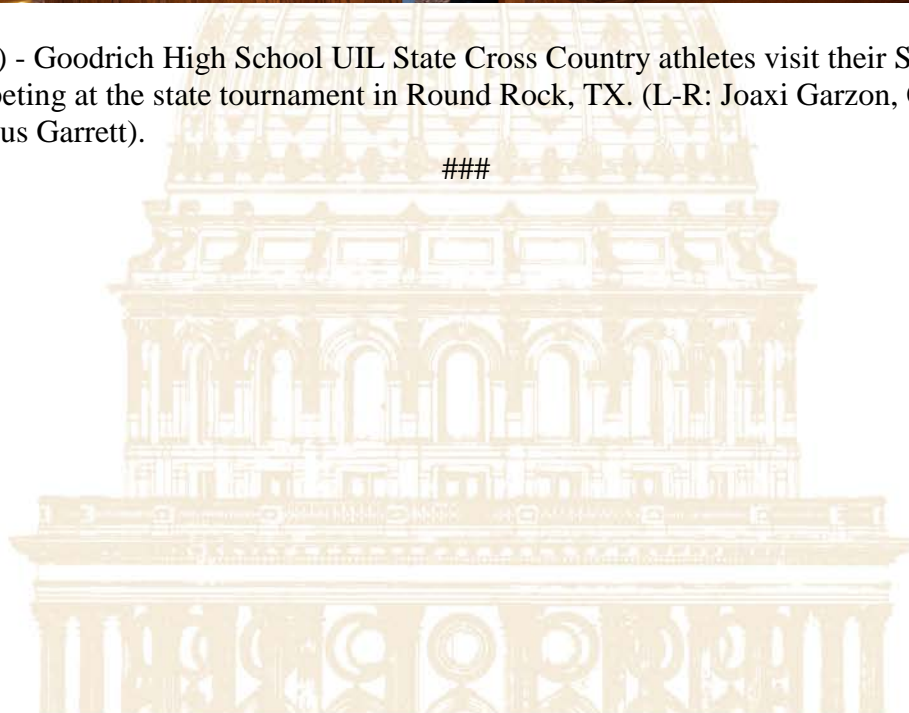 ) - Goodrich High School UIL State Cross Country athletes visit their S
peting at the state tournament in Round Rock, TX. (L-R: Joaxi Garzon,
us Garrett).
###